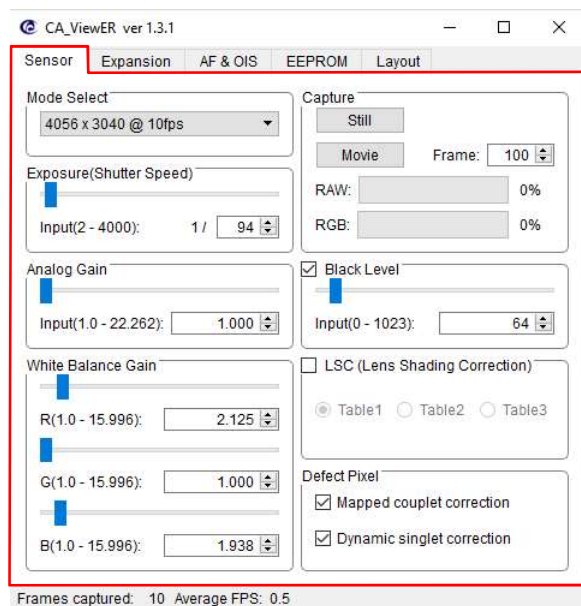 CA_ViewER ver 1.3.1
Sensor Expansion AF & OIS EEPROM Layout
Mode Select
4056 x 3040 @ 10fps
Exposure(Shutter Speed)
Input(2 - 4000): 1 / 94
Analog Gain
Input(1.0 - 22.262): 1.000
White Balance Gain
R(1.0 - 15.996): 2.125
G(1.0 - 15.996): 1.000
B(1.0 - 15.996): 1.938
Capture
Still
Movie Frame: 100
RAW: 0%
RGB: 0%
Black Level
Input(0 - 1023): 64
LSC (Lens Shading Correction)
Table1 Table2 Table3
Defect Pixel
Mapped couplet correction
Dynamic singlet correction
Frames captured: 10 Average FPS: 0.5